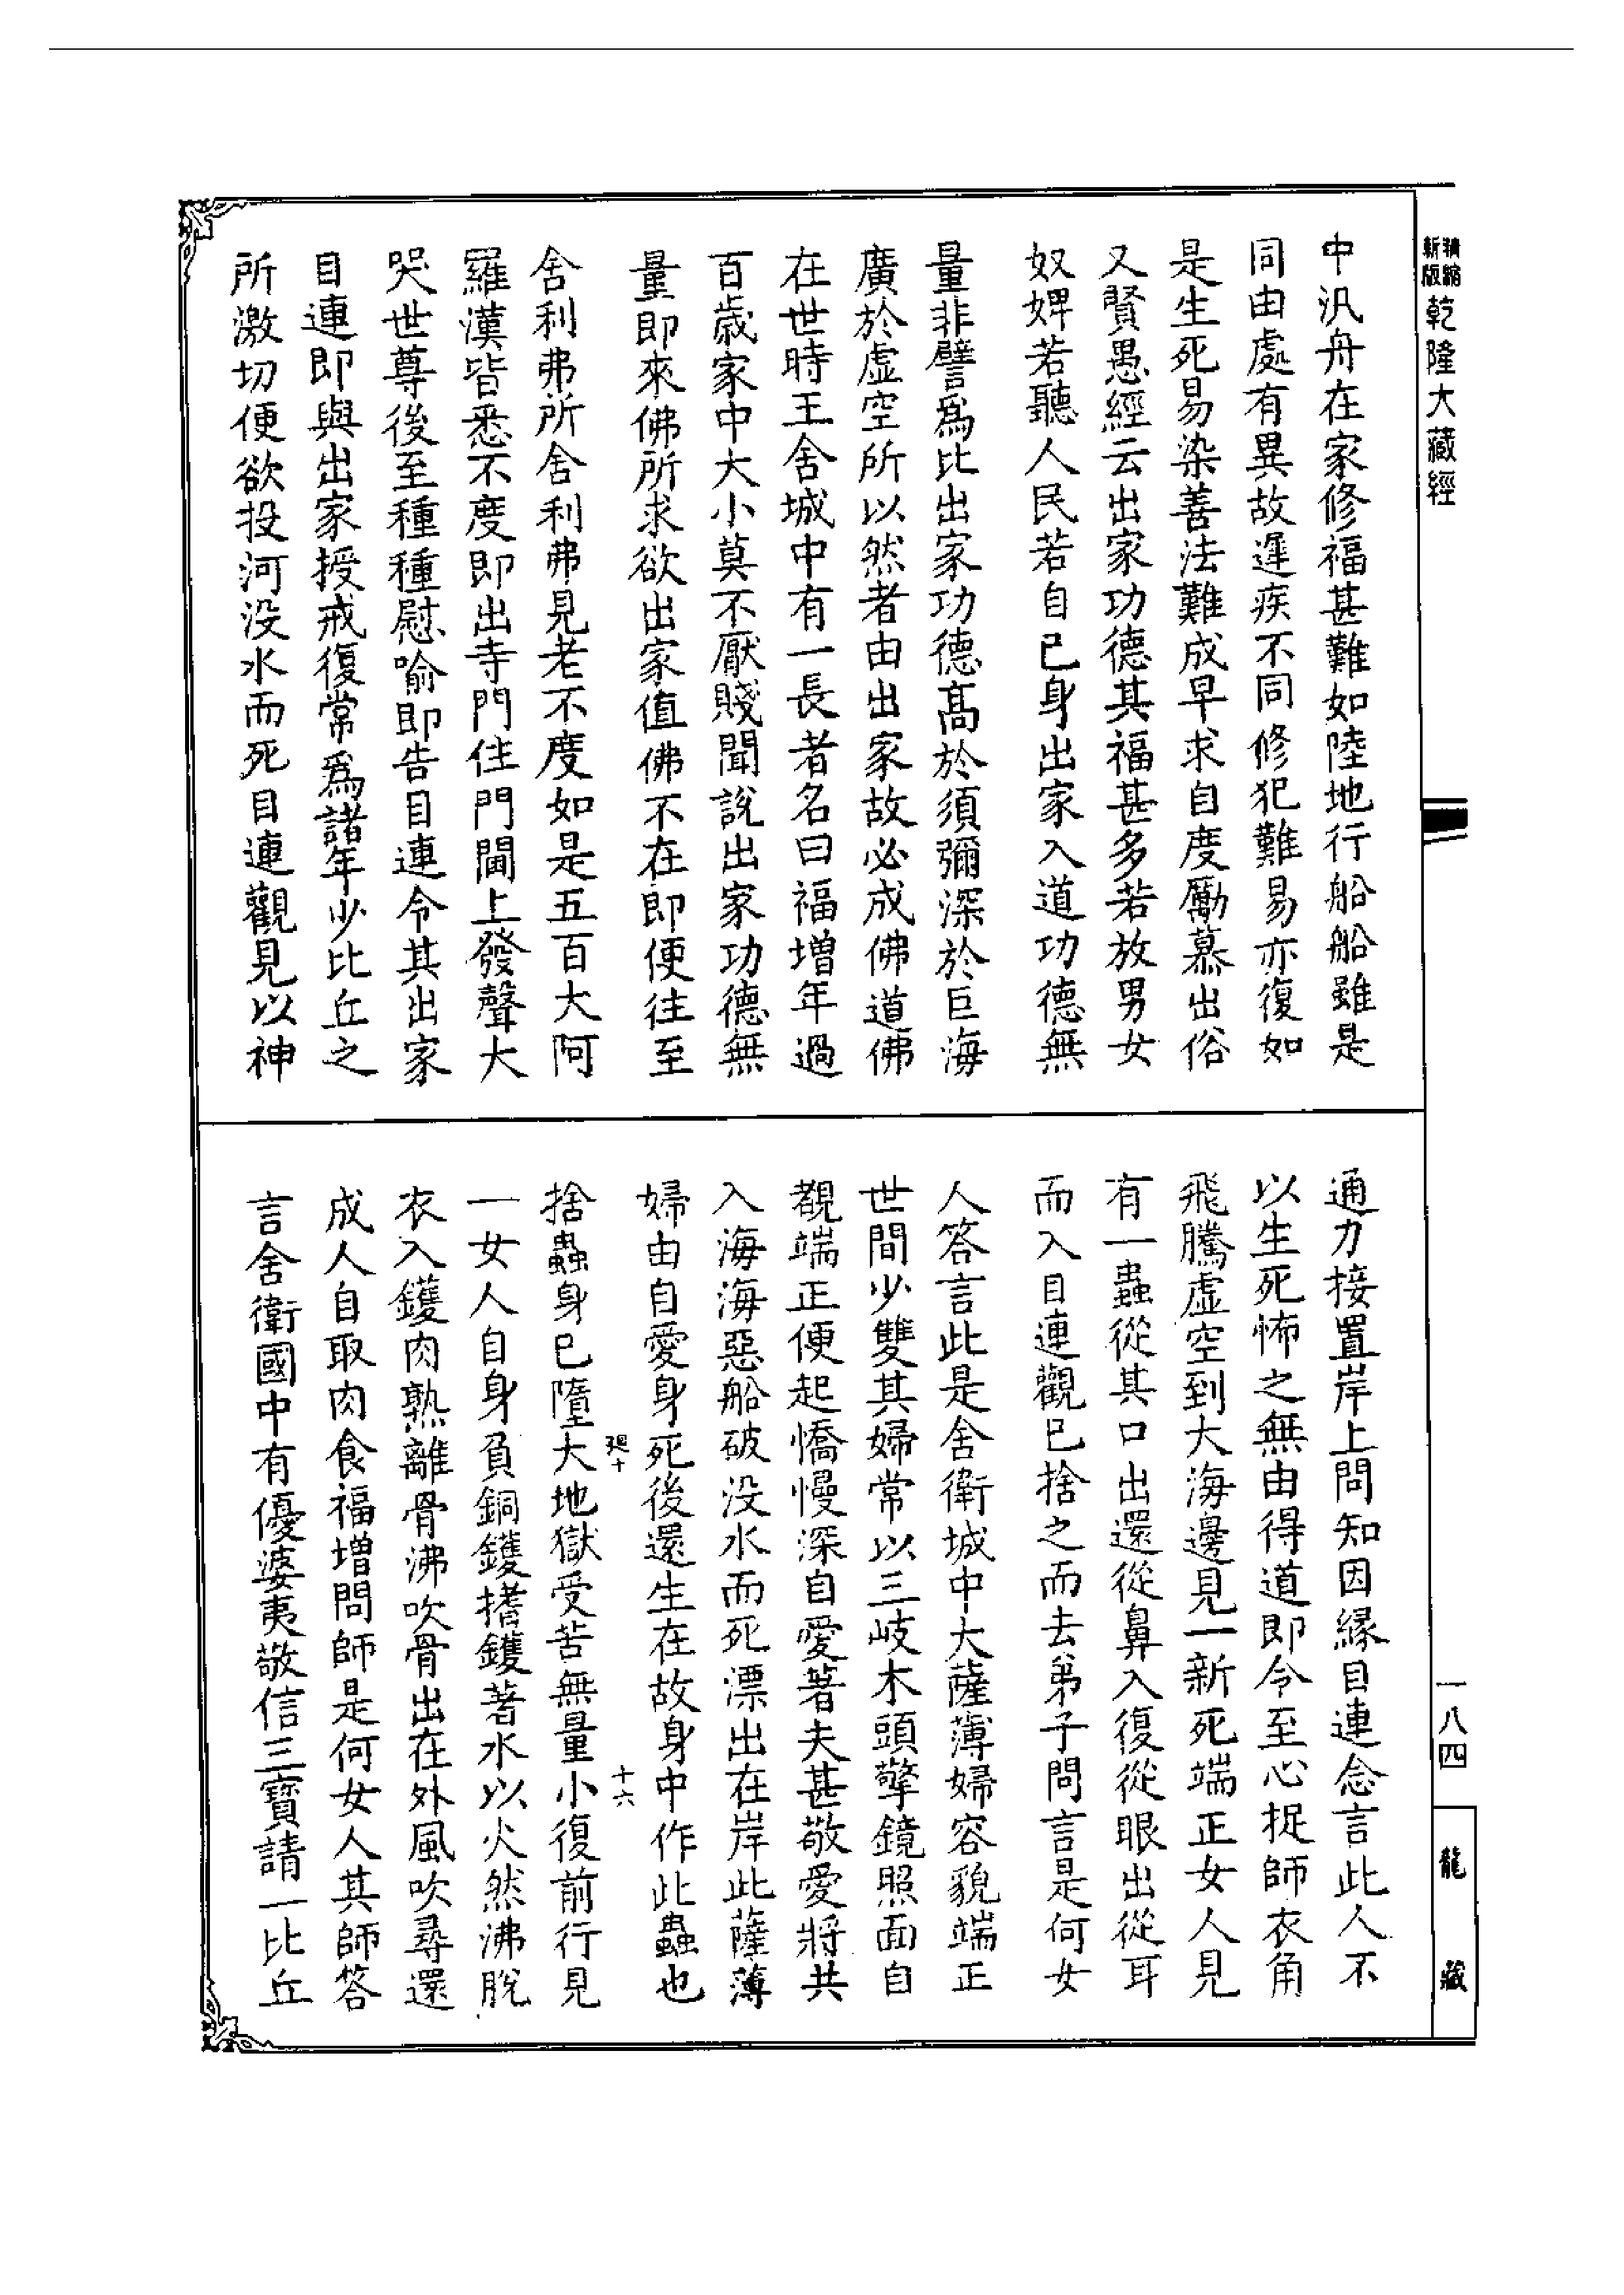 精縮
新版
乾隆大藏經
中汎舟在家修福甚難如陸地行船船雖是
同由處有異故遲疾不同修犯難易亦復如
是生死易染善法難成早求自度勵慕出俗
又賢愚經云出家功德其福甚多若放男女
奴婢若聽人民若自己身出家入道功德無
量非譬爲比出家功德高於須彌深於巨海
廣於虛空所以然者由出家故必成佛道佛
在世時王舍城中有一長者名曰福增年過
百歲家中大小莫不厭賤聞說出家功德無
量即來佛所求欲出家值佛不在即便往至
舍利弗所舍利弗見老不度如是五百大阿
羅漢皆悉不度即出寺門住門閫上發聲大
哭世尊後至種種慰喻即告目連令其出家
目連即與出家授戒復常爲諸年少比丘之
所激切便欲投河没水而死目連觀見以神
通力接置岸上問知因緣目連念言此人不
以生死怖之無由得道即令至心捉師衣角
飛騰虛空到大海邊見一新死端正女人見
有一蟲從其口出還從鼻入復從眼出從耳
而入目連觀已捨之而去弟子問言是何女
人答言此是舍衛城中大薩薄婦容貌端正
世間少雙其婦常以三岐木頭擎鏡照面自
覩端正便起憍慢深自愛著夫甚敬愛將共
入海海惡船破没水而死漂出在岸此薩薄
婦由自愛身死後還生在故身中作此蟲也
捨蟲身已墮大地獄受苦無量小復前行見
一女人自身負銅鑊揩鑊著水以火然沸脫
衣入鑊肉熟離骨沸吹骨出在外風吹尋還
成人自取肉食福增問師是何女人其師答
言舍衛國中有優婆夷敬信三寶請一比丘
十六
一八四
龍藏